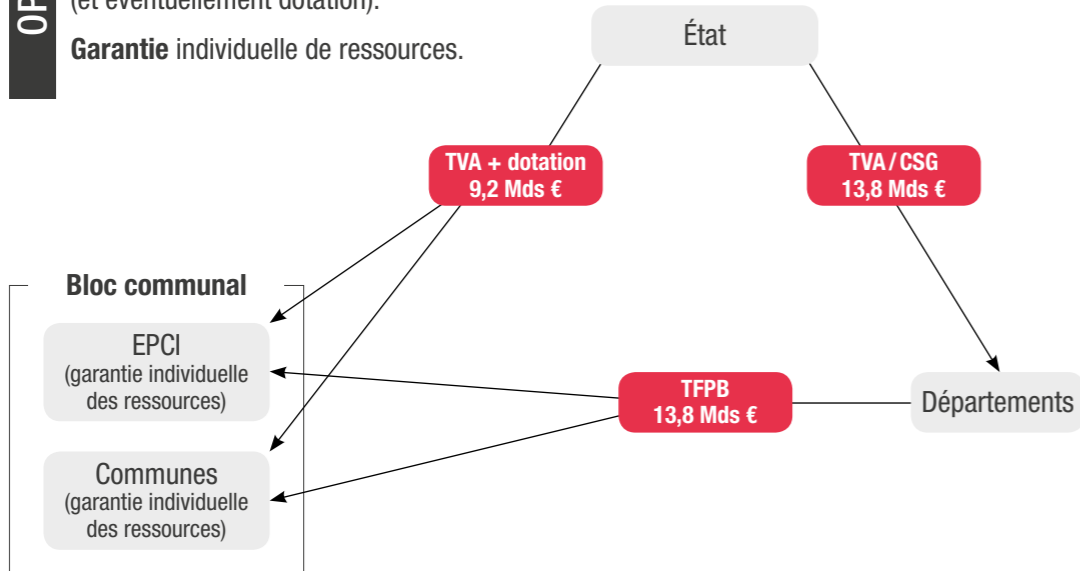 OP
(et éventuellement dotation).
Garantie individuelle de ressources.
État
TVA + dotation
9,2 Mds €
TVA / CSG
13,8 Mds €
Bloc communal
EPCI
(garantie individuelle
des ressources)
TFPB
13,8 Mds €
Départements
Communes
(garantie individuelle
des ressources)